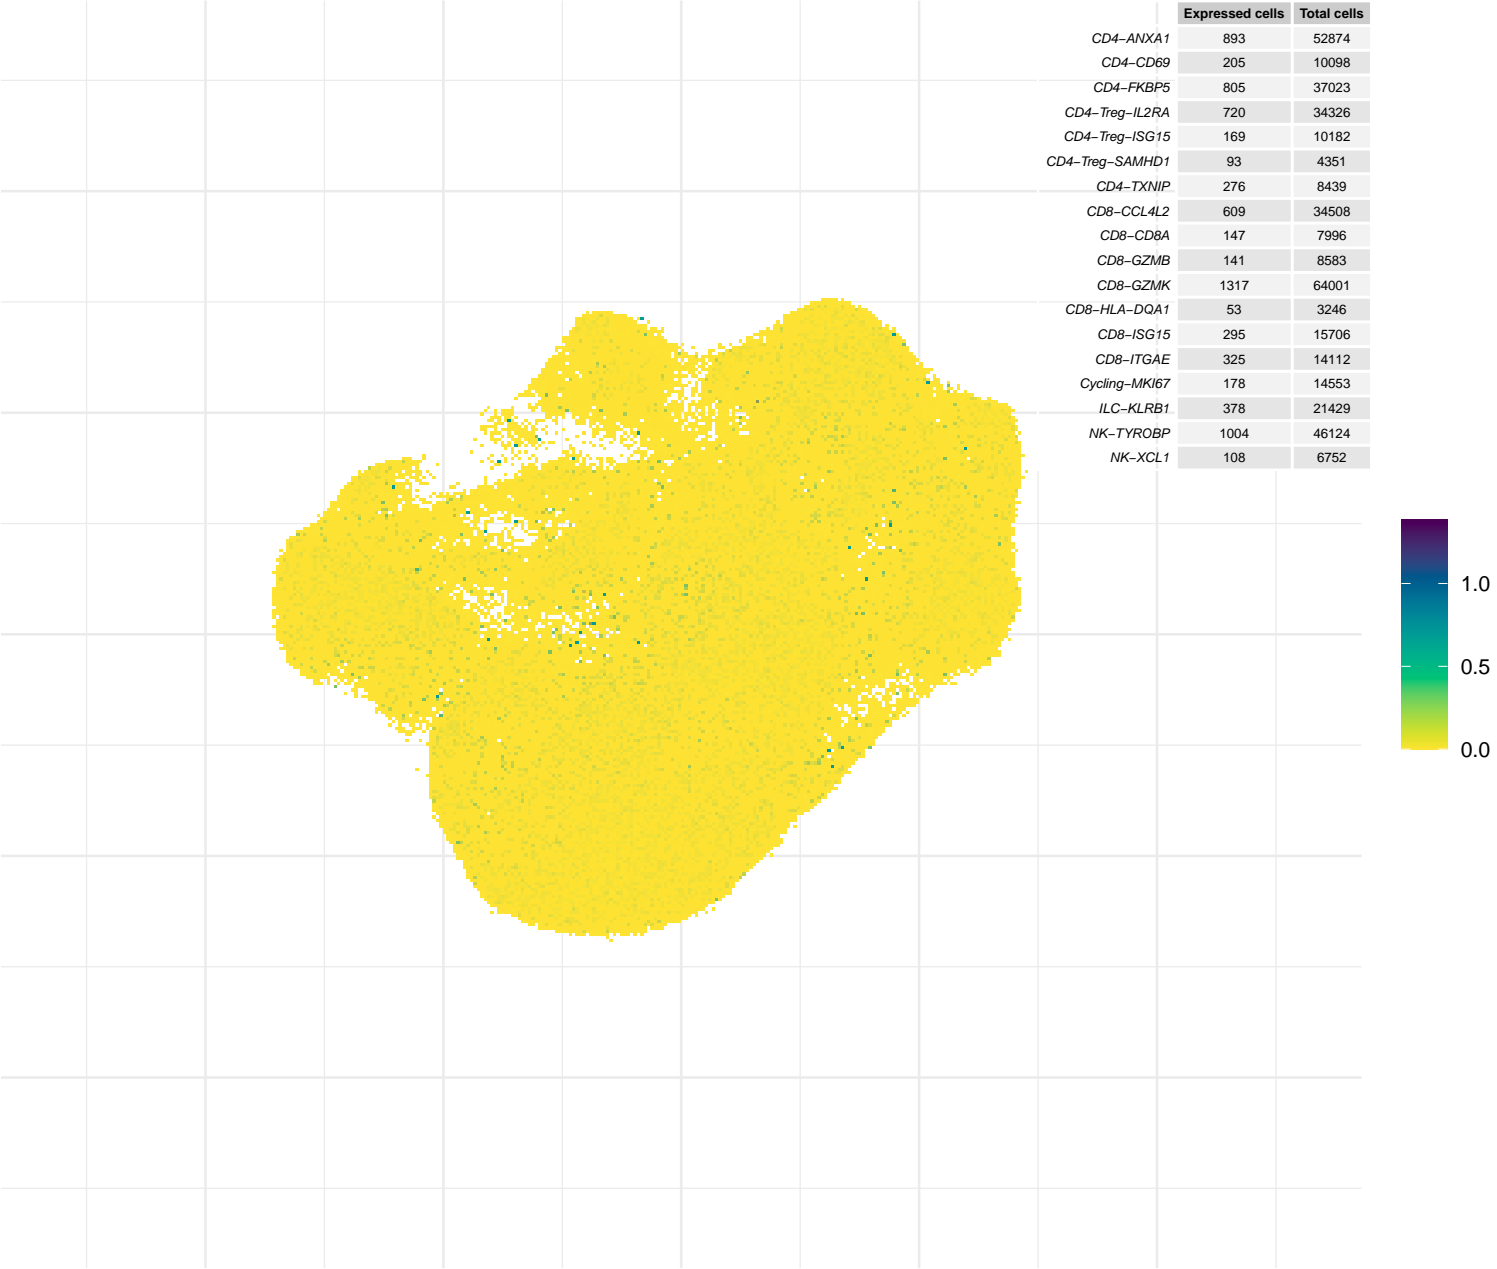 Expressed cells Total cells
CD4−ANXA1 893 52874
CD4−CD69 205 10098
CD4−FKBP5 805 37023
CD4−Treg−IL2RA 720 34326
CD4−Treg−ISG15 169 10182
CD4−Treg−SAMHD1 93 4351
CD4−TXNIP 276 8439
CD8−CCL4L2 609 34508
CD8−CD8A 147 7996
CD8−GZMB 141 8583
CD8−GZMK 1317 64001
CD8−HLA−DQA1 53 3246
CD8−ISG15 295 15706
CD8−ITGAE 325 14112
Cycling−MKI67 178 14553
ILC−KLRB1 378 21429
NK−TYROBP 1004 46124
NK−XCL1 108 6752
1.0
0.5
0.0